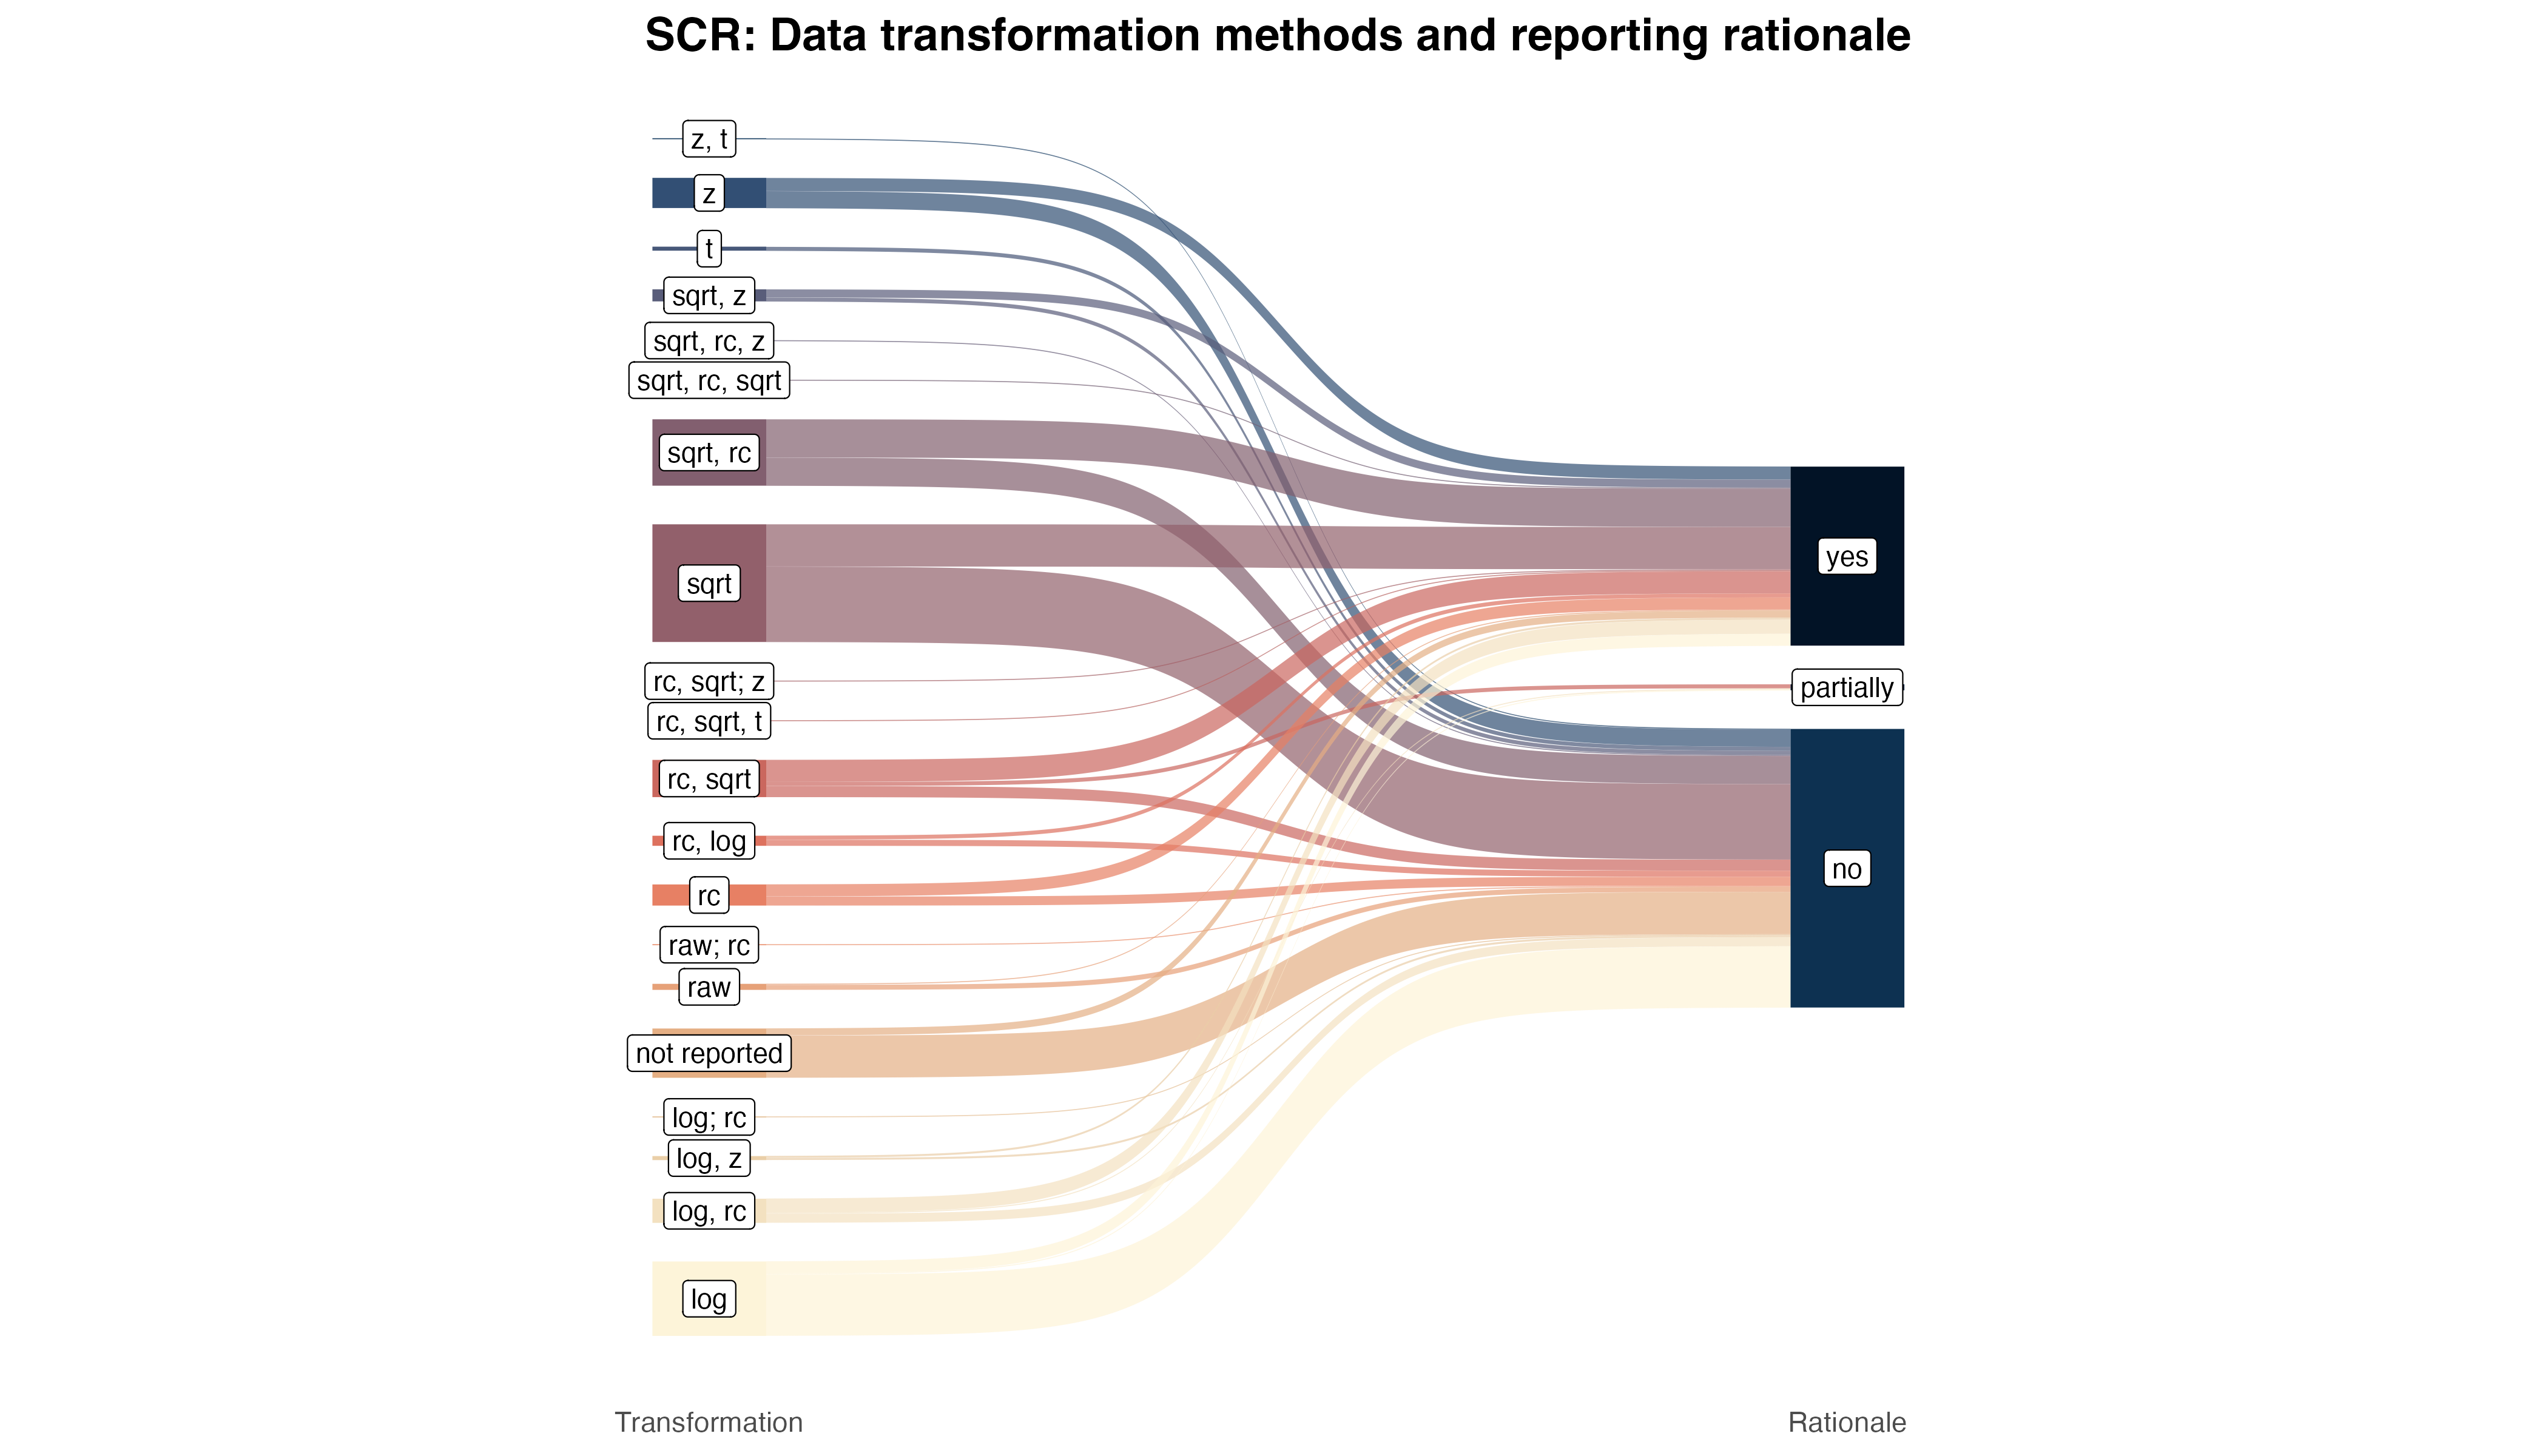 SCR: Data transformation methods and reporting rationale
z, t
z
t
sqrt, z
sqrt, rc, z
sqrt, rc, sqrt
sqrt, rc
sqrt
rc, sqrt; z
rc, sqrt, t
rc, sqrt
rc, log
rc
raw; rc
raw
not reported
log; rc
log, z
log, rc
log
yes
partially
no
Transformation
Rationale